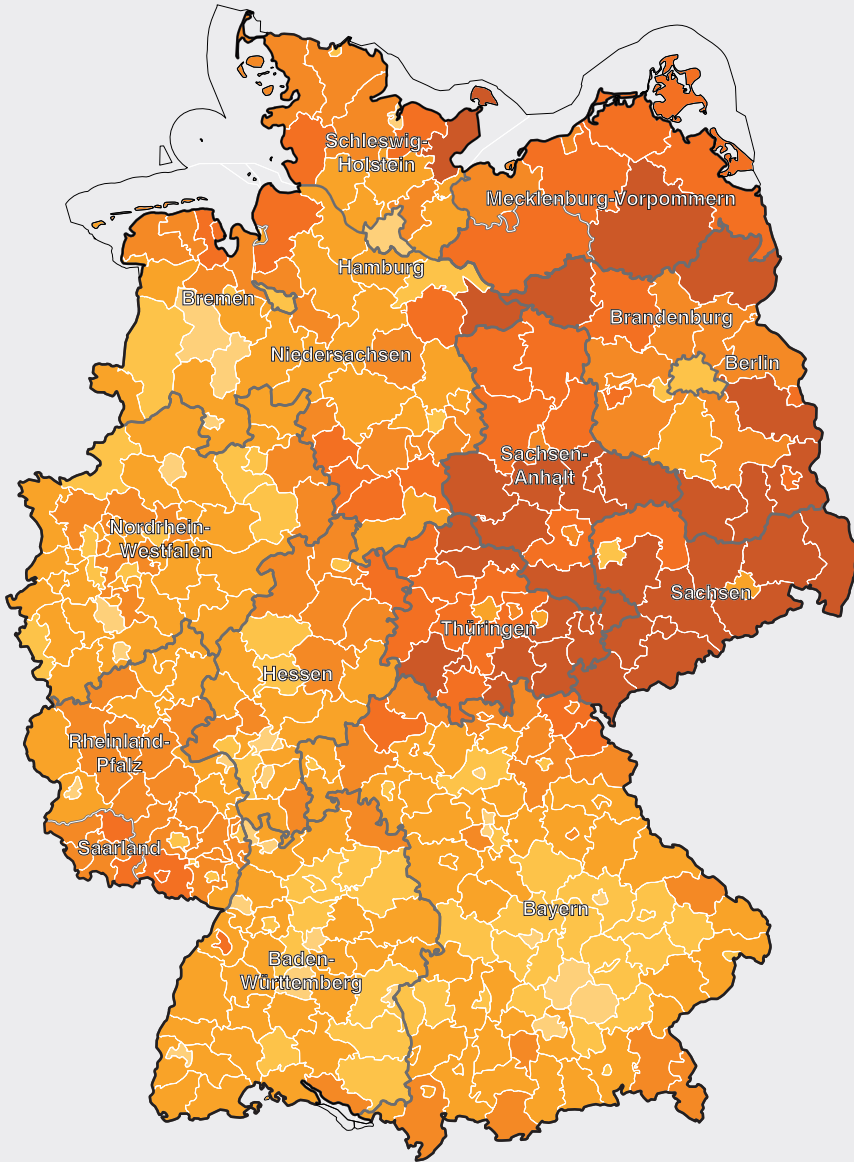 Schleswig-
Holstein
Mecklenburg-Vorpommern
Hamburg
Bremen
Brandenburg
Niedersachsen
Berlin
Sachsen-
Anhalt
Nordrhein-
Westfalen
Sachsen
Thüringen
Hessen
Rheinland-
Pfalz
Saarland
Bayern
Baden-
Württemberg